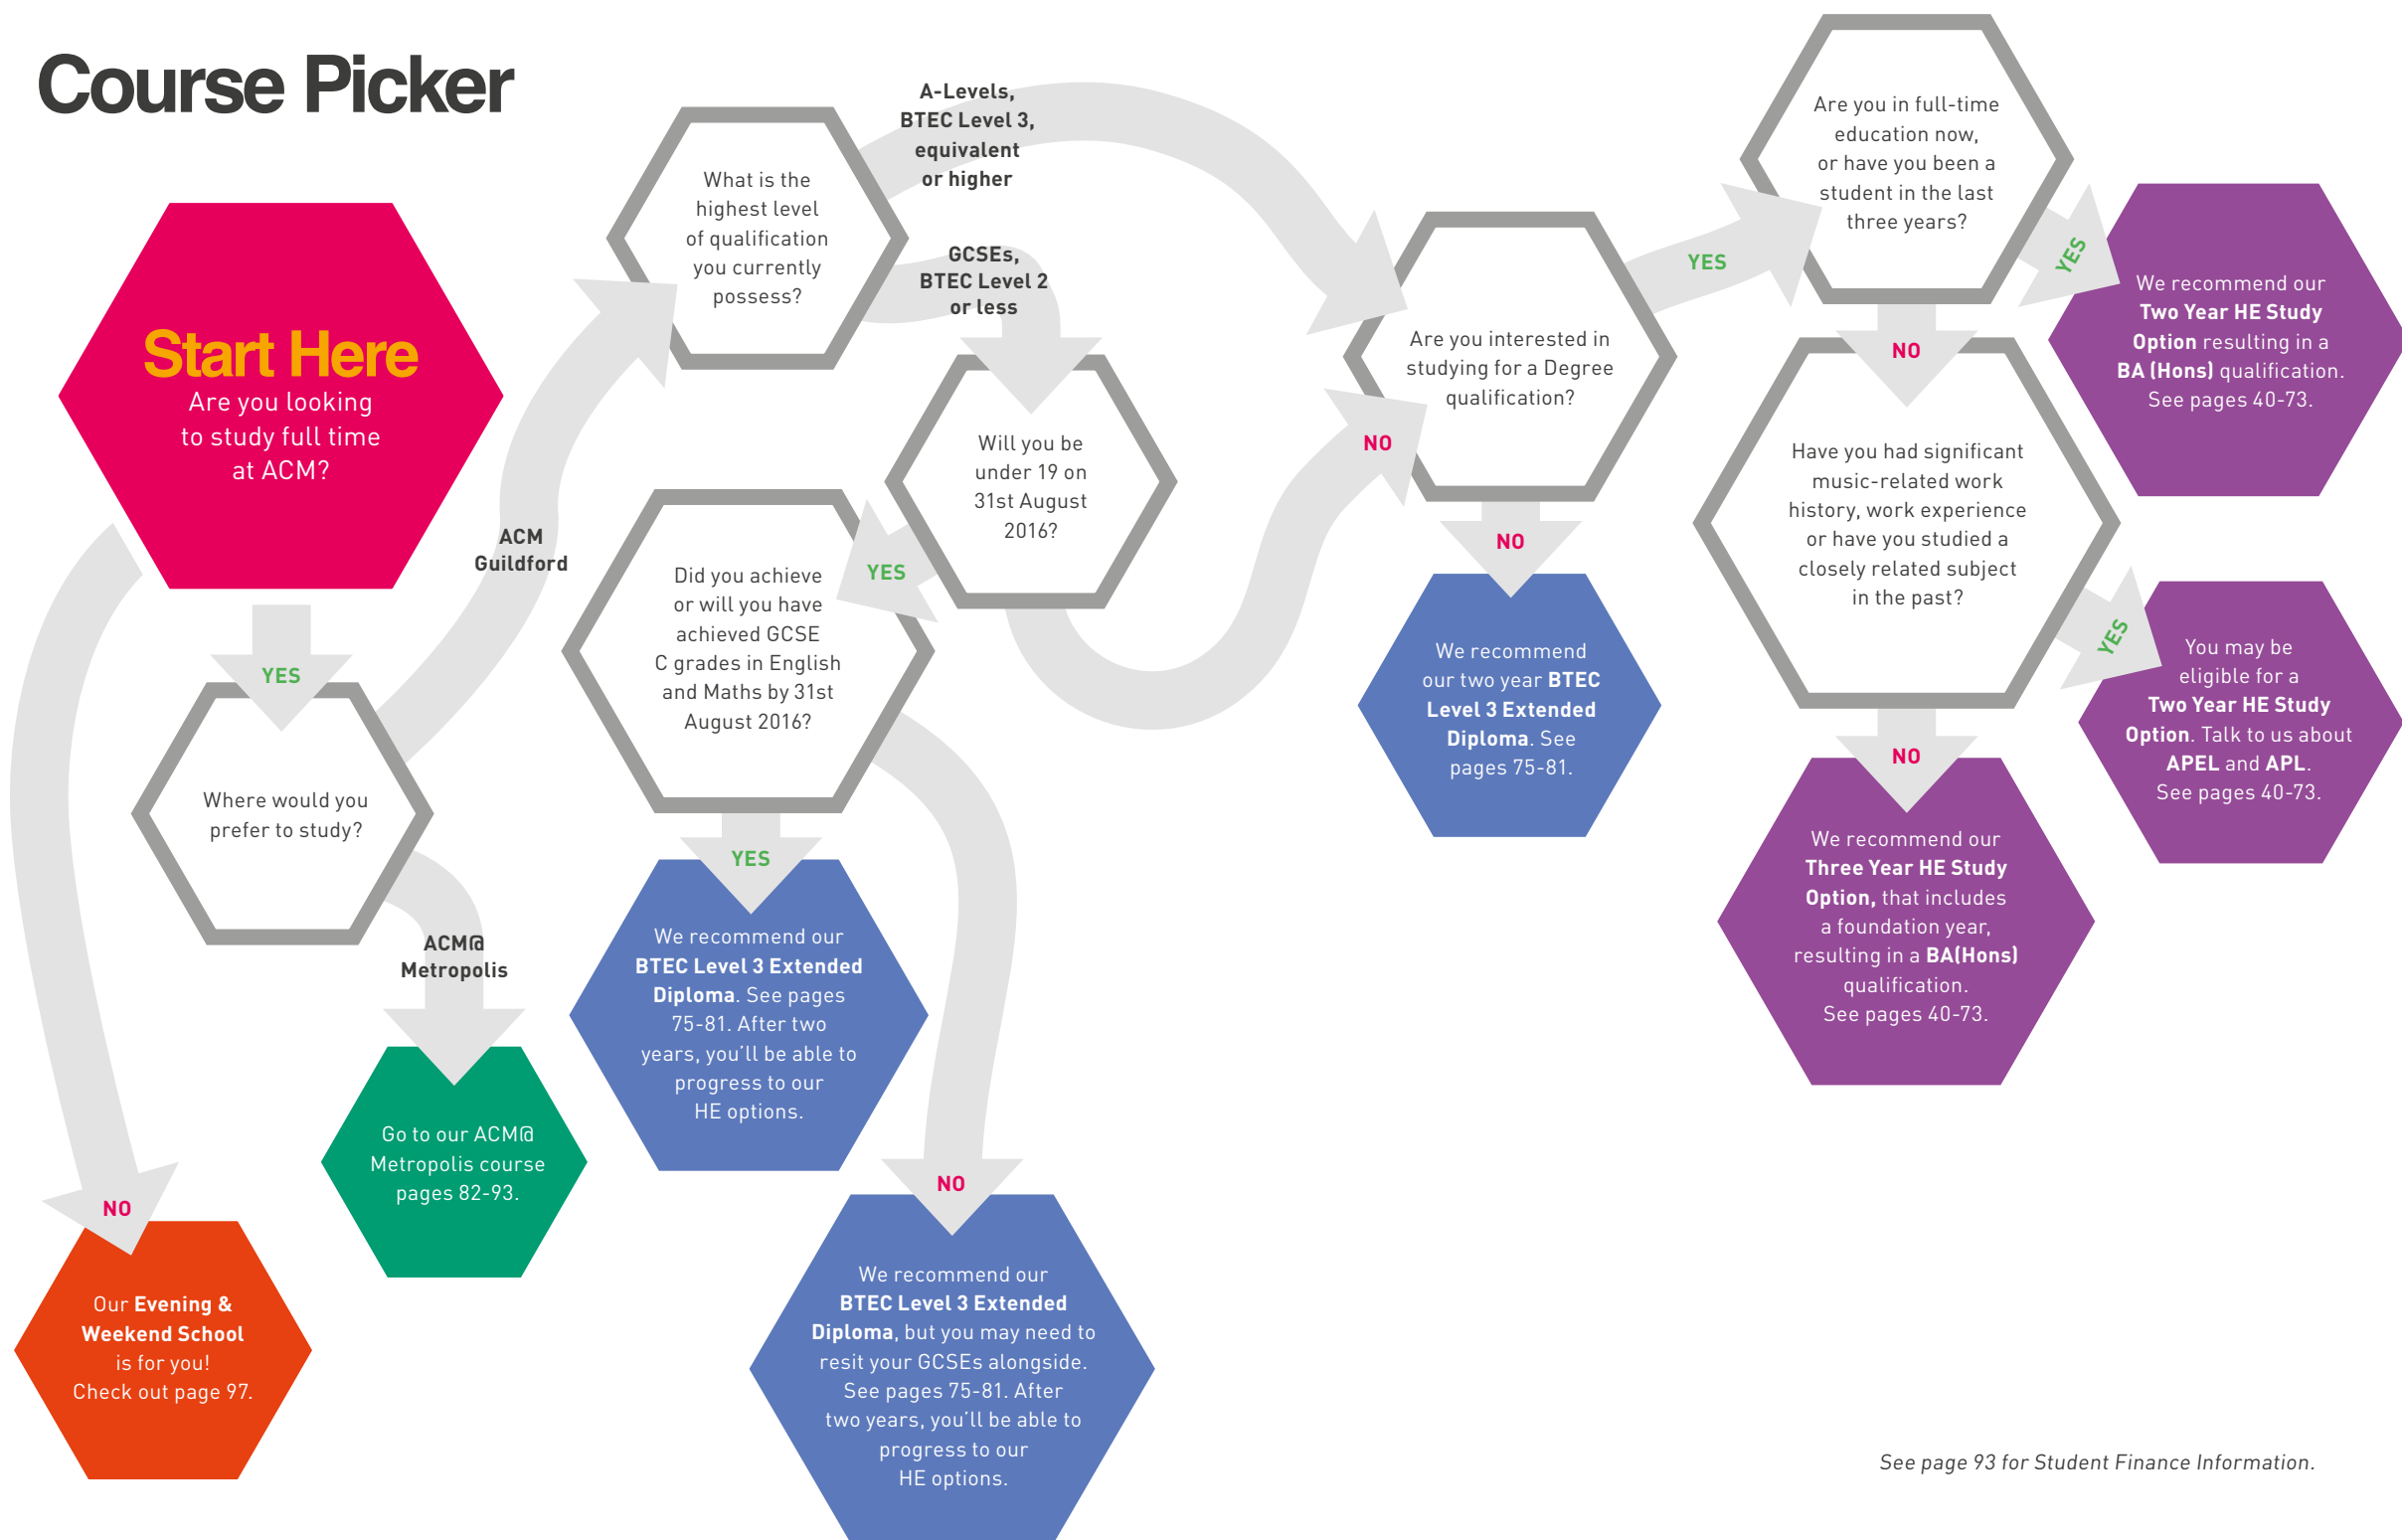 Course Picker
Start Here
Are you looking
to study full time
at ACM?
YES
NO
Where would you
prefer to study?
ACM
Guildford
ACM@
Metropolis
Go to our ACM@
Metropolis course
pages 82-93.
Our Evening &
Weekend School
is for you!
Check out page 97.
What is the
highest level
of qualification
you currently
possess?
A-Levels,
BTEC Level 3,
equivalent
or higher
GCSEs,
BTEC Level 2
or less
Will you be
under 19 on
31st August
2016?
YES
NO
Did you achieve
or will you have
achieved GCSE
C grades in English
and Maths by 31st
August 2016?
YES
We recommend our
BTEC Level 3 Extended
Diploma. See pages
75-81. After two
years, you’ll be able to
progress to our
HE options.
NO
We recommend our
BTEC Level 3 Extended
Diploma, but you may need to
resit your GCSEs alongside.
See pages 75-81. After
two years, you’ll be able to
progress to our
HE options.
Are you interested in
studying for a Degree
qualification?
NO
We recommend
our two year BTEC
Level 3 Extended
Diploma. See
pages 75-81.
YES
Are you in full-time
education now,
or have you been a
student in the last
three years?
YES
We recommend our
Two Year HE Study
Option resulting in a
BA (Hons) qualification.
See pages 40-73.
NO
Have you had significant
music-related work
history, work experience
or have you studied a
closely related subject
in the past?
YES
You may be
eligible for a
Two Year HE Study
Option. Talk to us about
APEL and APL.
See pages 40-73.
NO
We recommend our
Three Year HE Study
Option, that includes
a foundation year,
resulting in a BA(Hons)
qualification.
See pages 40-73.
See page 93 for Student Finance Information.